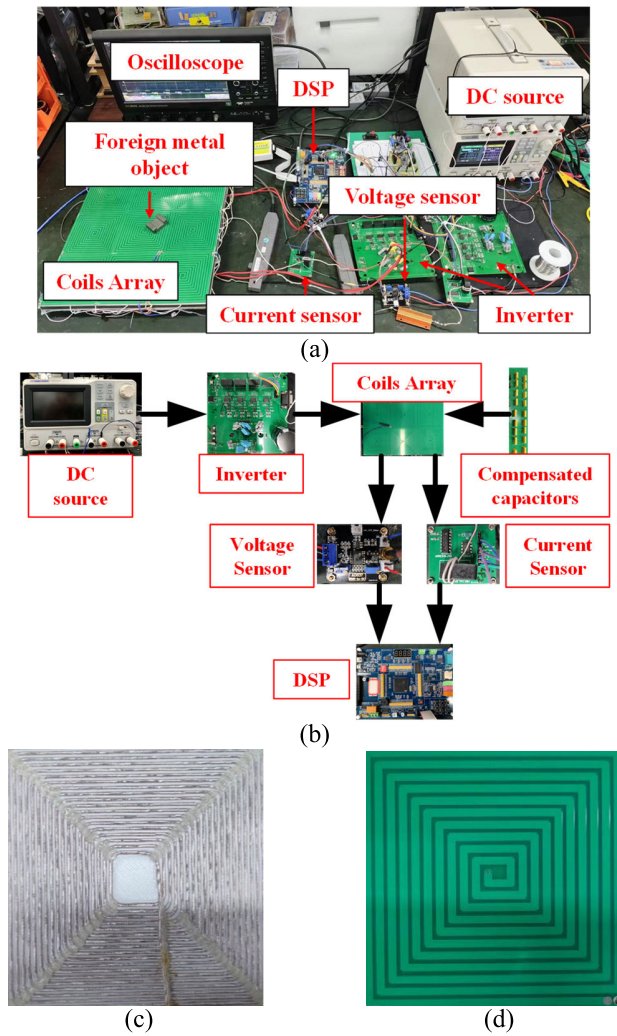 Oscilloscope
DSP
DC source
Foreign metal
object
Voltage sensor
Coils Array
Current sensor
Inverter
(a)
Coils Array
DC
source
Inverter
Compensated
capacitors
Voltage
Sensor
Current
Sensor
DSP
(b)
(c)
(d)